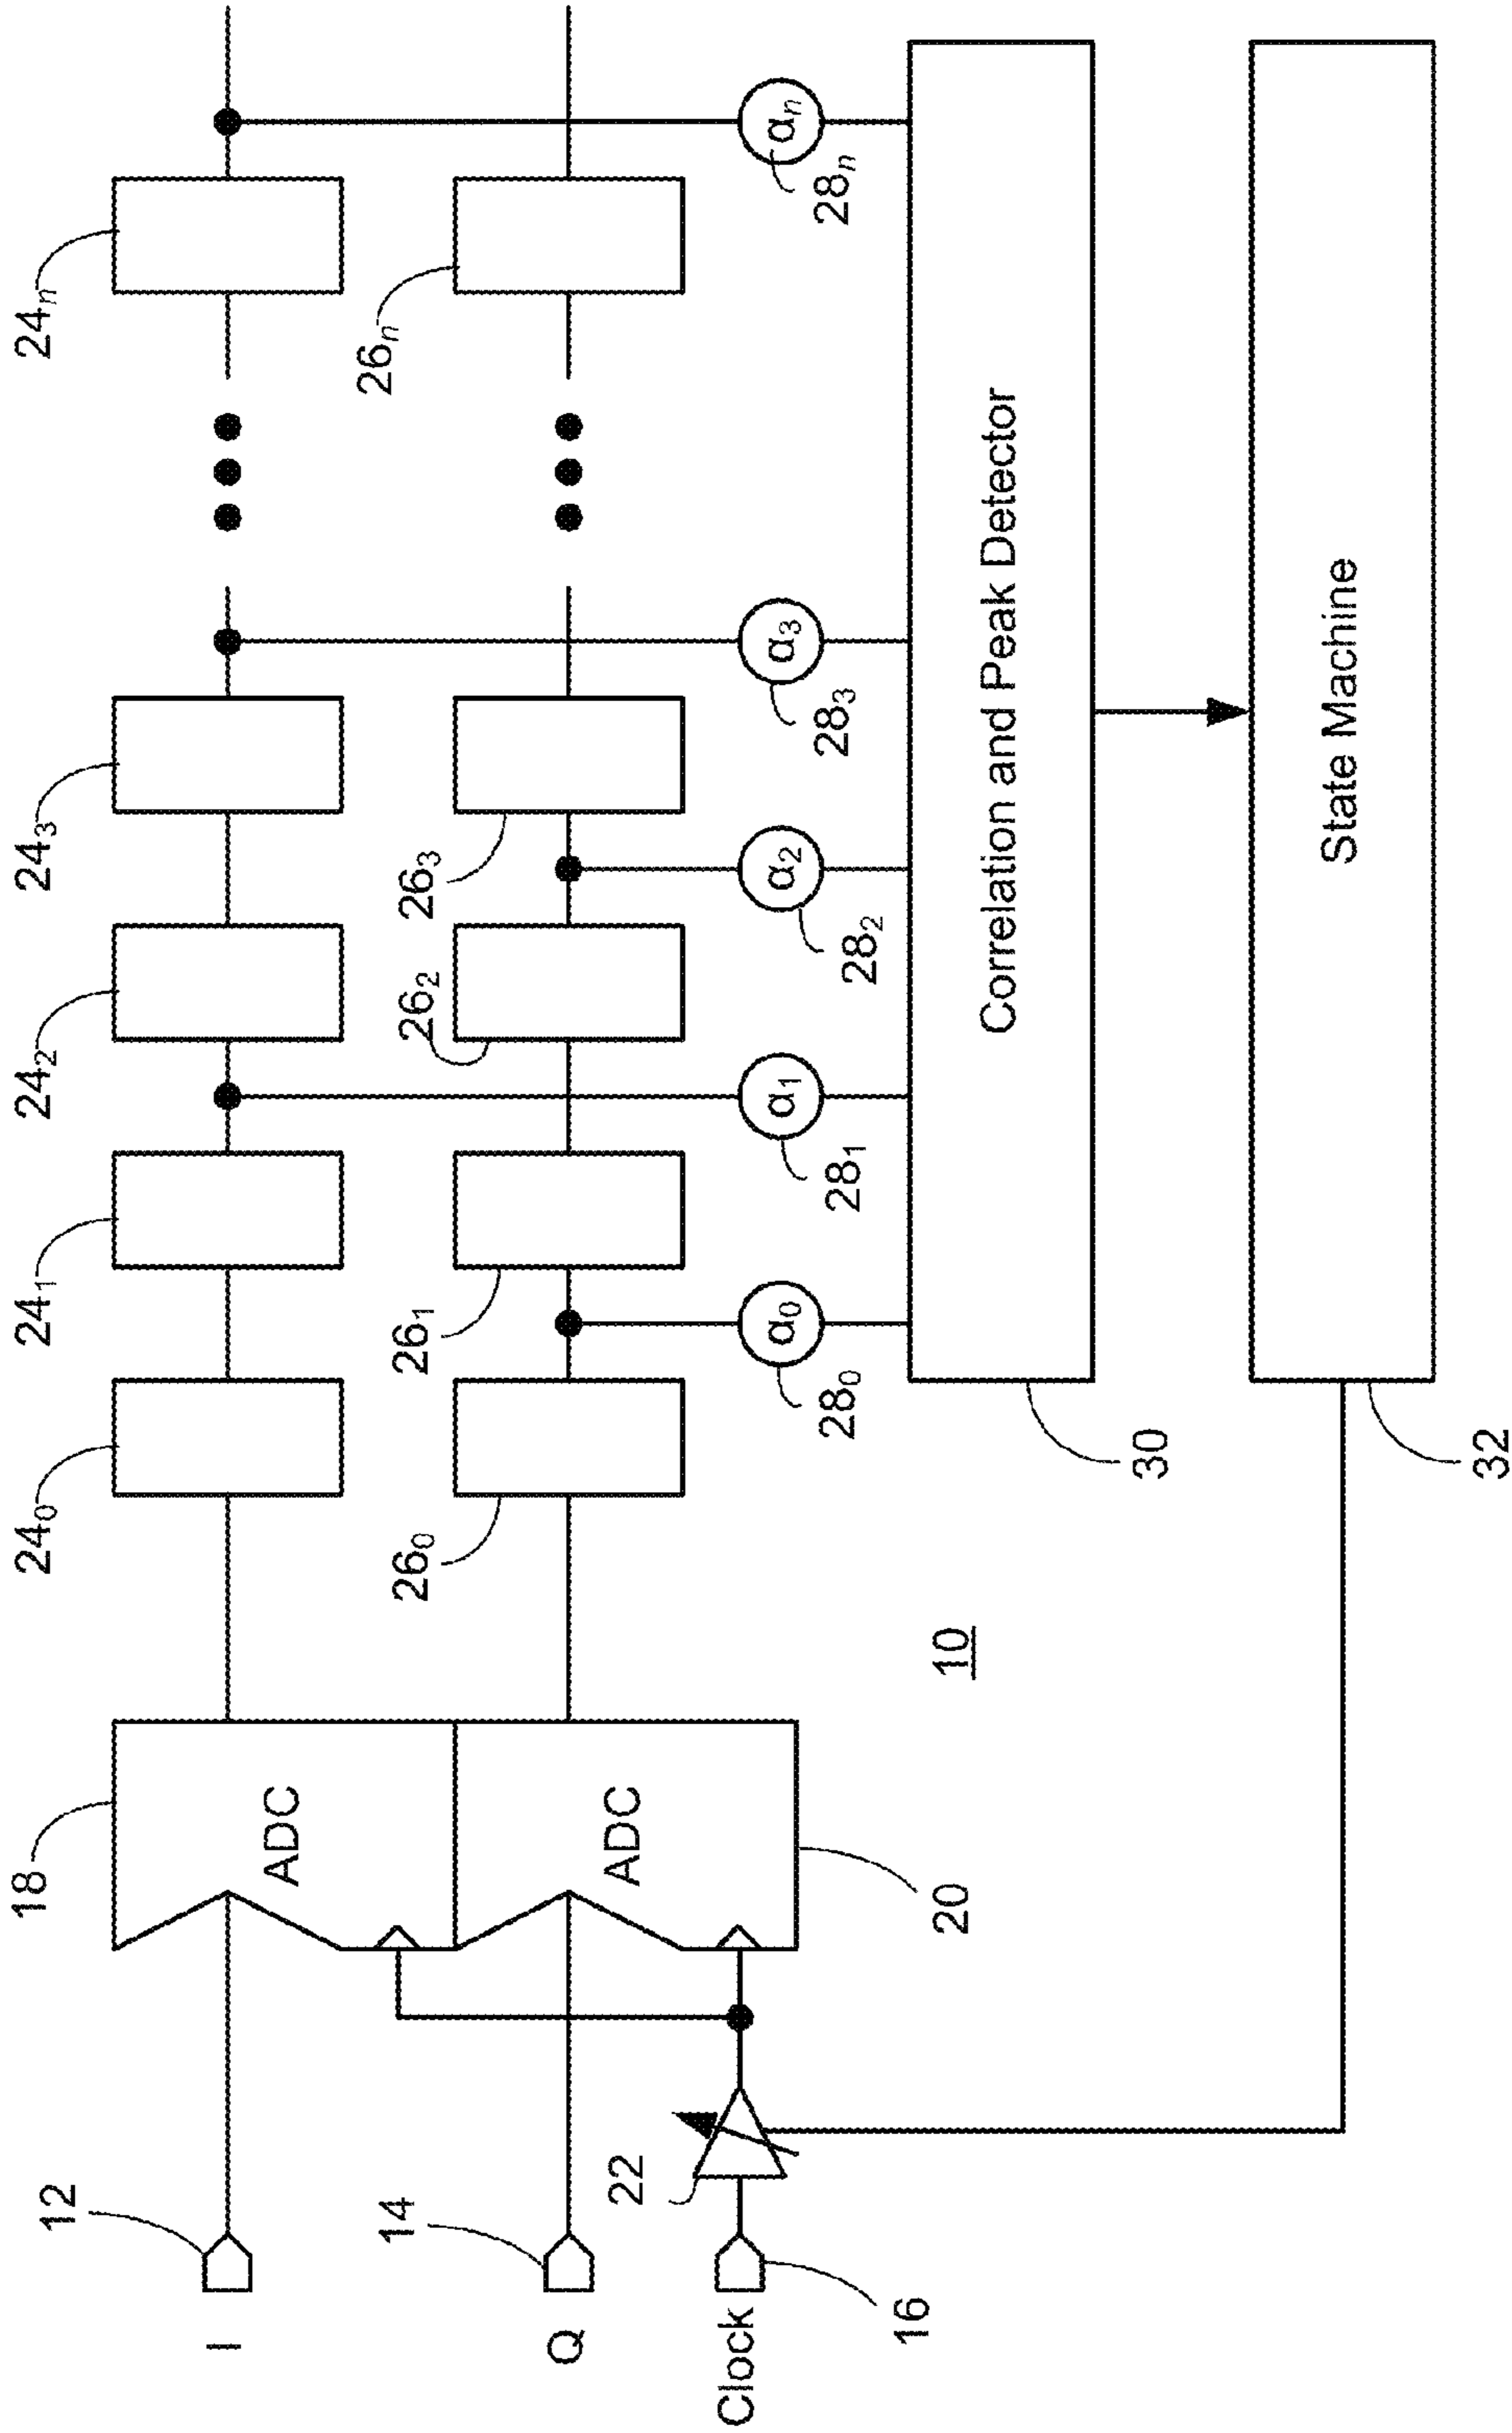 I
12
Q
14
Clock
16
22
18
ADC
ADC
20
10
24₀
24₁
24₂
24₃
24ₙ
26₀
26₁
26₂
26₃
26ₙ
α₀
α₁
α₂
α₃
αₙ
28₀
28₁
28₂
28₃
28ₙ
Correlation and Peak Detector
30
State Machine
32